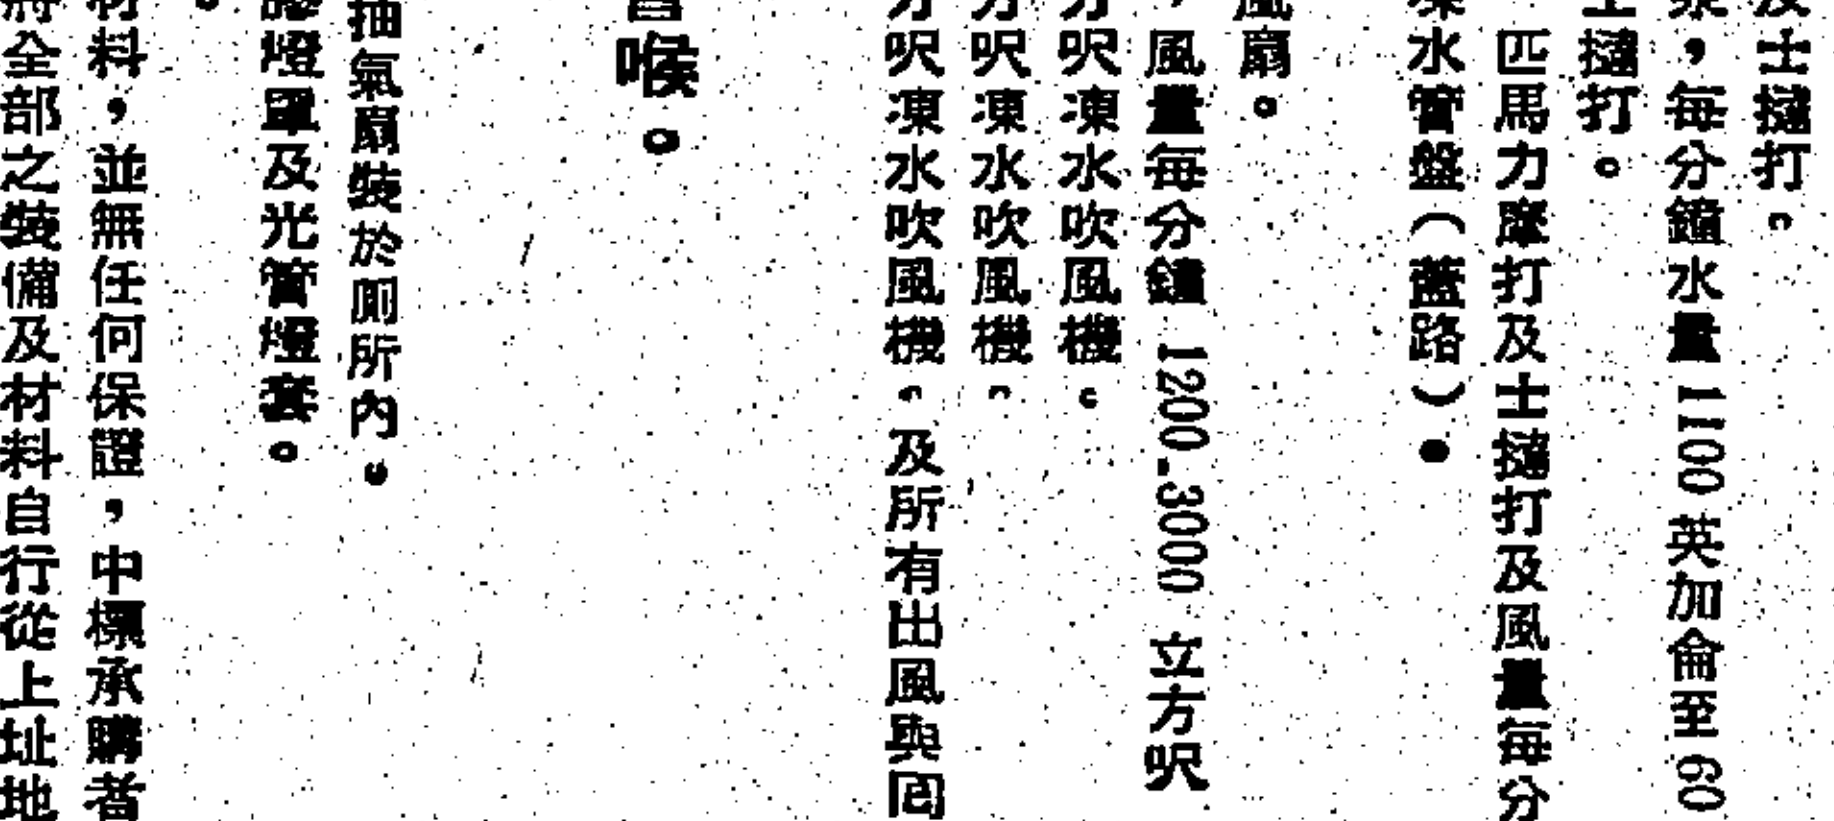 及士撻打。
泵，每分鐘水量 1100 英加侖至 60
士撻打。
匹馬力摩打及士撻打及風量每分
凍水管盤（蓋路）。
風扇。
，風量每分鐘 1200.3000 立方呎
方呎凍水吹風機。
方呎凍水吹風機。
方呎凍水吹風機。及所有出風與回
喉。
抽氣扇裝於厠所內。
燈罩及光管燈套。
材料，並無任何保證，中標承購者
將全部之裝備及材料自行從上址地